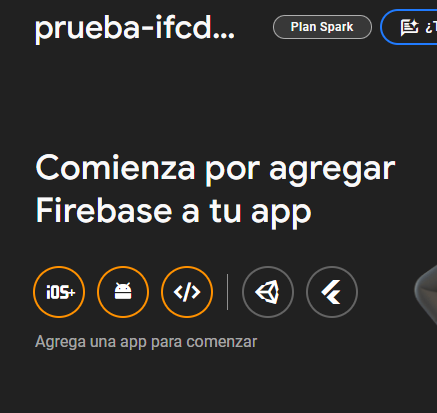 prueba-ifcd...
Plan Spark
Comienza por agregar
Firebase a tu app
iOS+
Agrega una app para comenzar